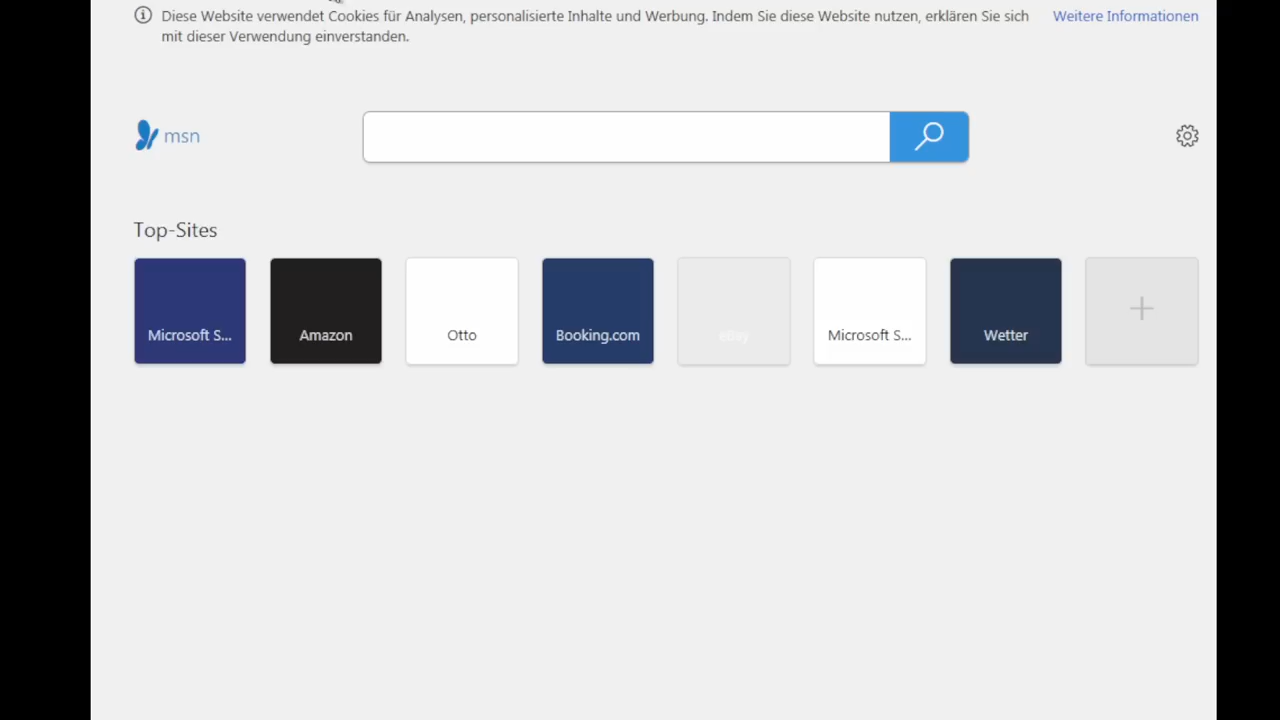 Diese Website verwendet Cookies für Analysen, personalisierte Inhalte und Werbung. Indem Sie diese Website nutzen, erklären Sie sich
mit dieser Verwendung einverstanden.
Weitere Informationen
msn
Top-Sites
Microsoft S...
Amazon
Otto
Booking.com
eBay
Microsoft S...
Wetter